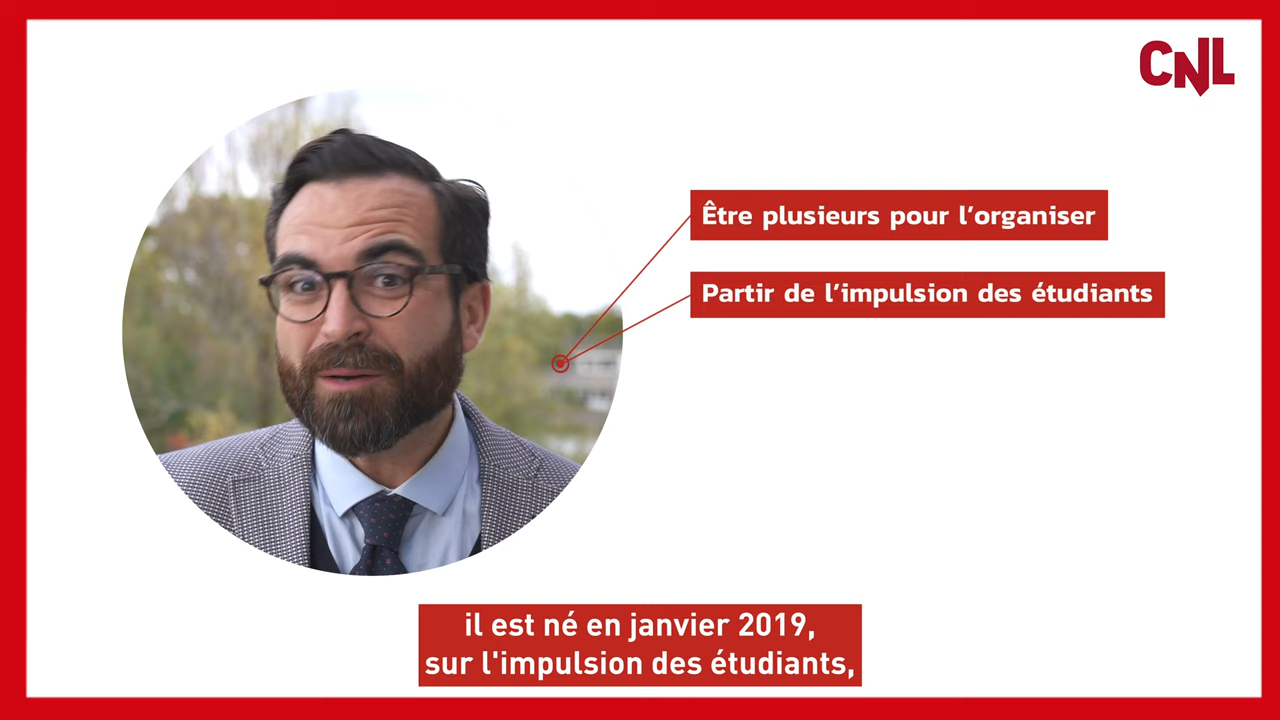 CNL
Être plusieurs pour l’organiser
Partir de l’impulsion des étudiants
il est né en janvier 2019,
sur l'impulsion des étudiants,